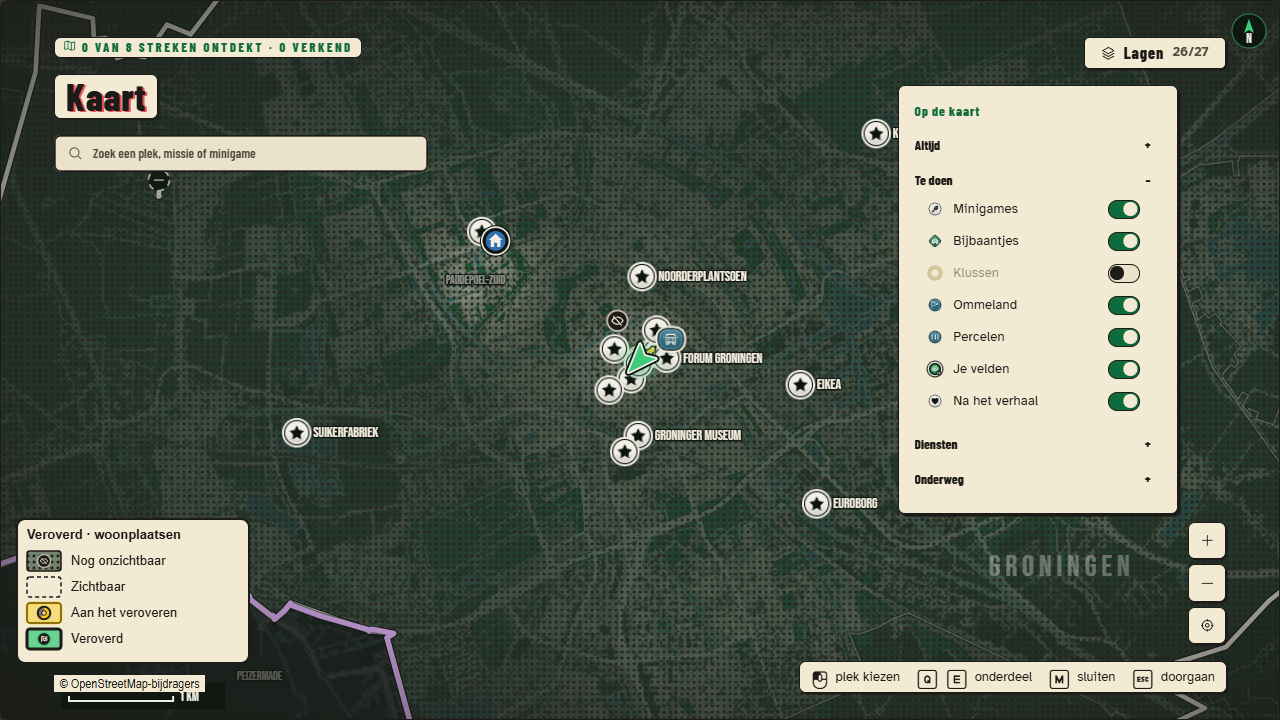 0 VAN 8 STREKEN ONTDEKT · 0 VERKEND
Kaart
Zoek een plek, missie of minigame
Lagen 26/27
N
Op de kaart
Altijd +
Te doen -
Minigames
Bijbaantjes
Klussen
Ommeland
Percelen
Je velden
Na het verhaal
Diensten +
Onderweg +
K
PADDEPOEL-ZUID
NOORDERPLANTSOEN
FORUM GRONINGEN
EIKEA
SUIKERFABRIEK
GRONINGER MUSEUM
EUROBORG
GRONINGEN
Veroverd · woonplaatsen
Nog onzichtbaar
Zichtbaar
Aan het veroveren
Veroverd
PEIZERMADE
© OpenStreetMap-bijdragers
1 KM
plek kiezen Q E onderdeel M sluiten ESC doorgaan